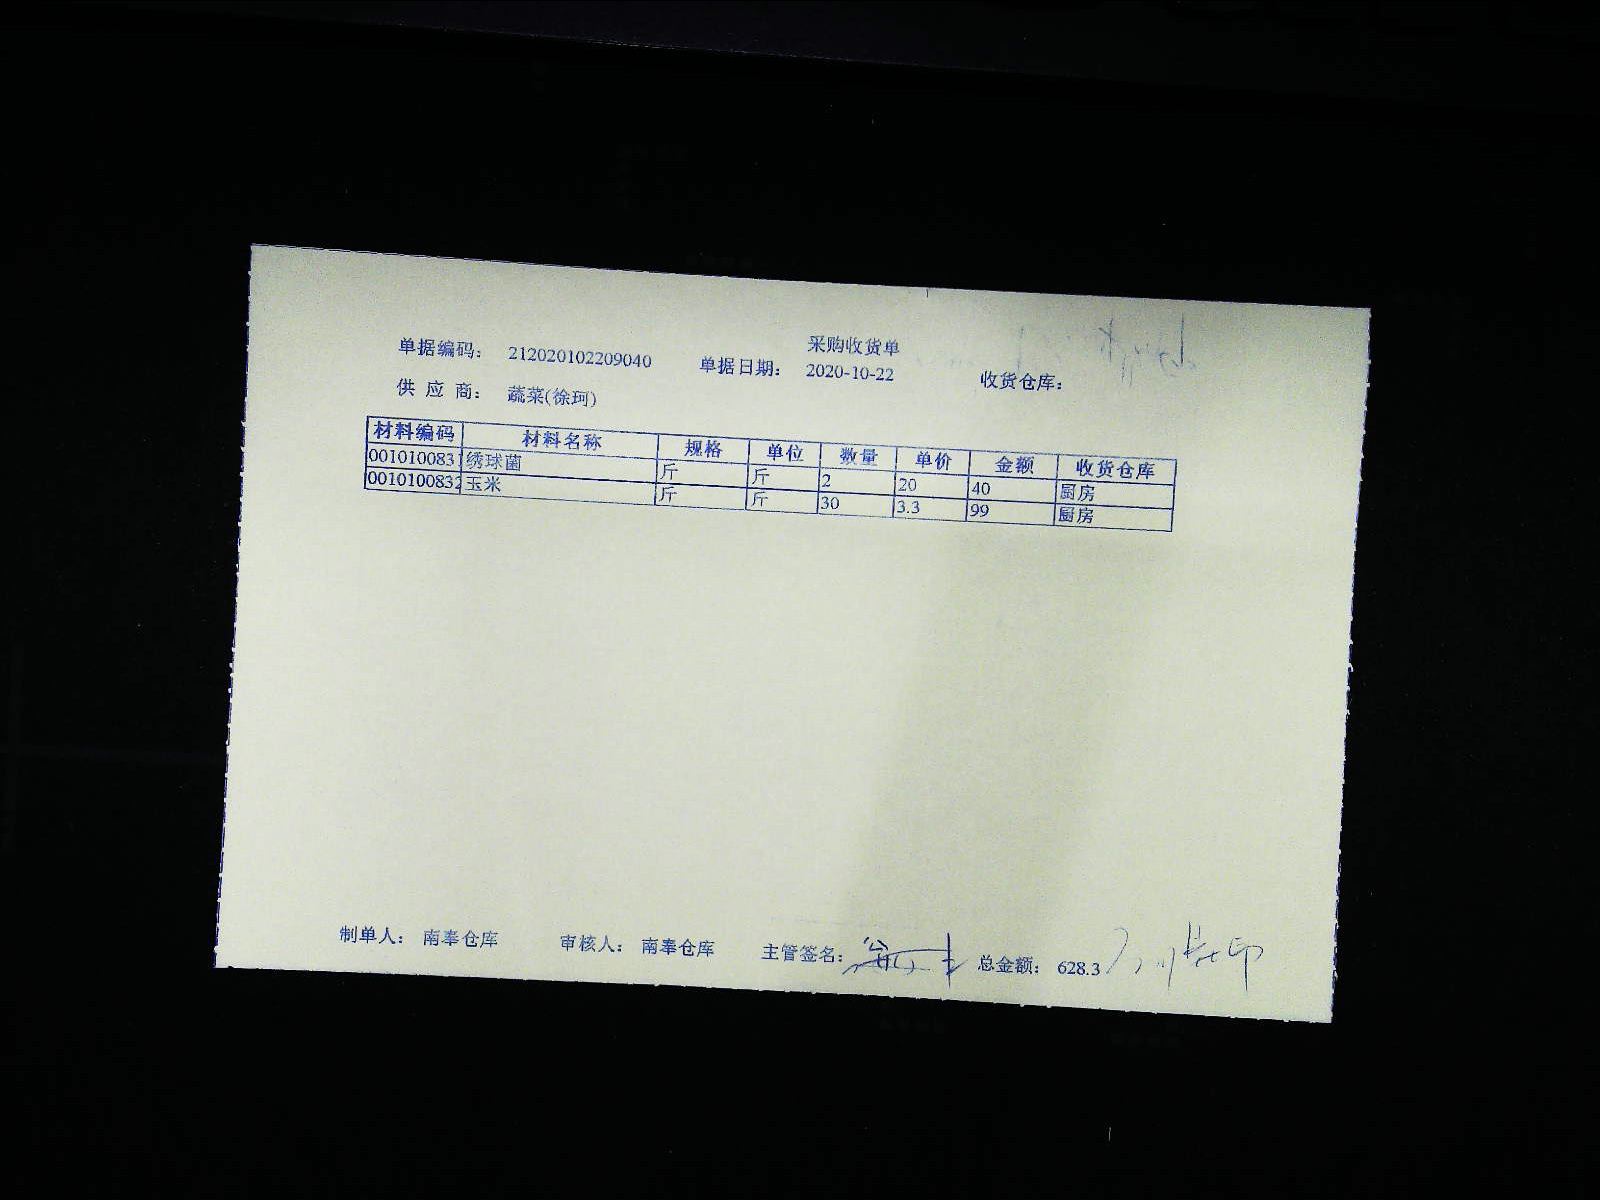 采购收货单
单据编码： 212020102209040 单据日期： 2020-10-22 收货仓库：
供 应 商： 蔬菜(徐珂)
材料编码 材料名称 规格 单位 数量 单价 金额 收货仓库
0010100831 绣球菌 斤 斤 2 20 40 厨房
0010100832 玉米 斤 斤 30 3.3 99 厨房
制单人： 南奉仓库 审核人： 南奉仓库 主管签名： 总金额： 628.3